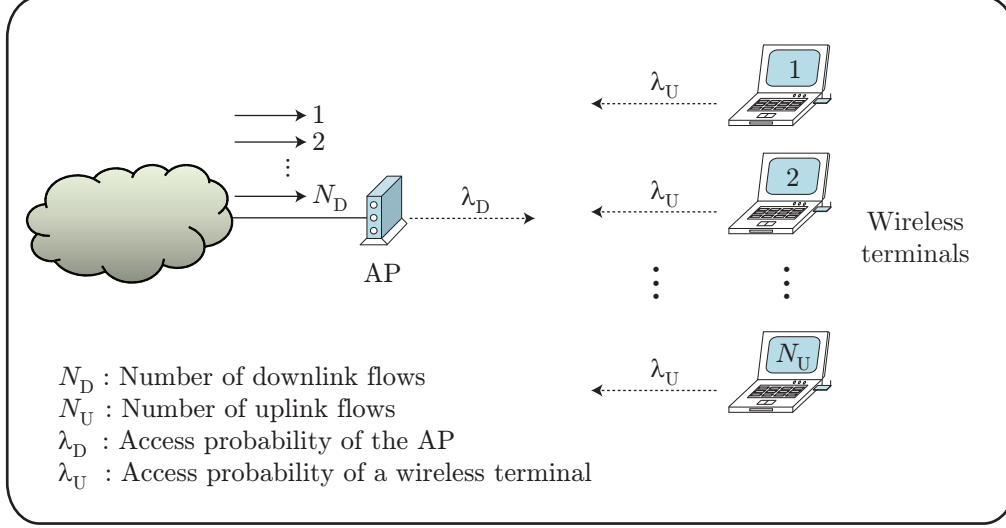 1
2
⋮
N_D
AP
λ_D
λ_U
1
λ_U
2
Wireless
terminals
⋮
⋮
λ_U
N_U
N_D : Number of downlink flows
N_U : Number of uplink flows
λ_D : Access probability of the AP
λ_U : Access probability of a wireless terminal